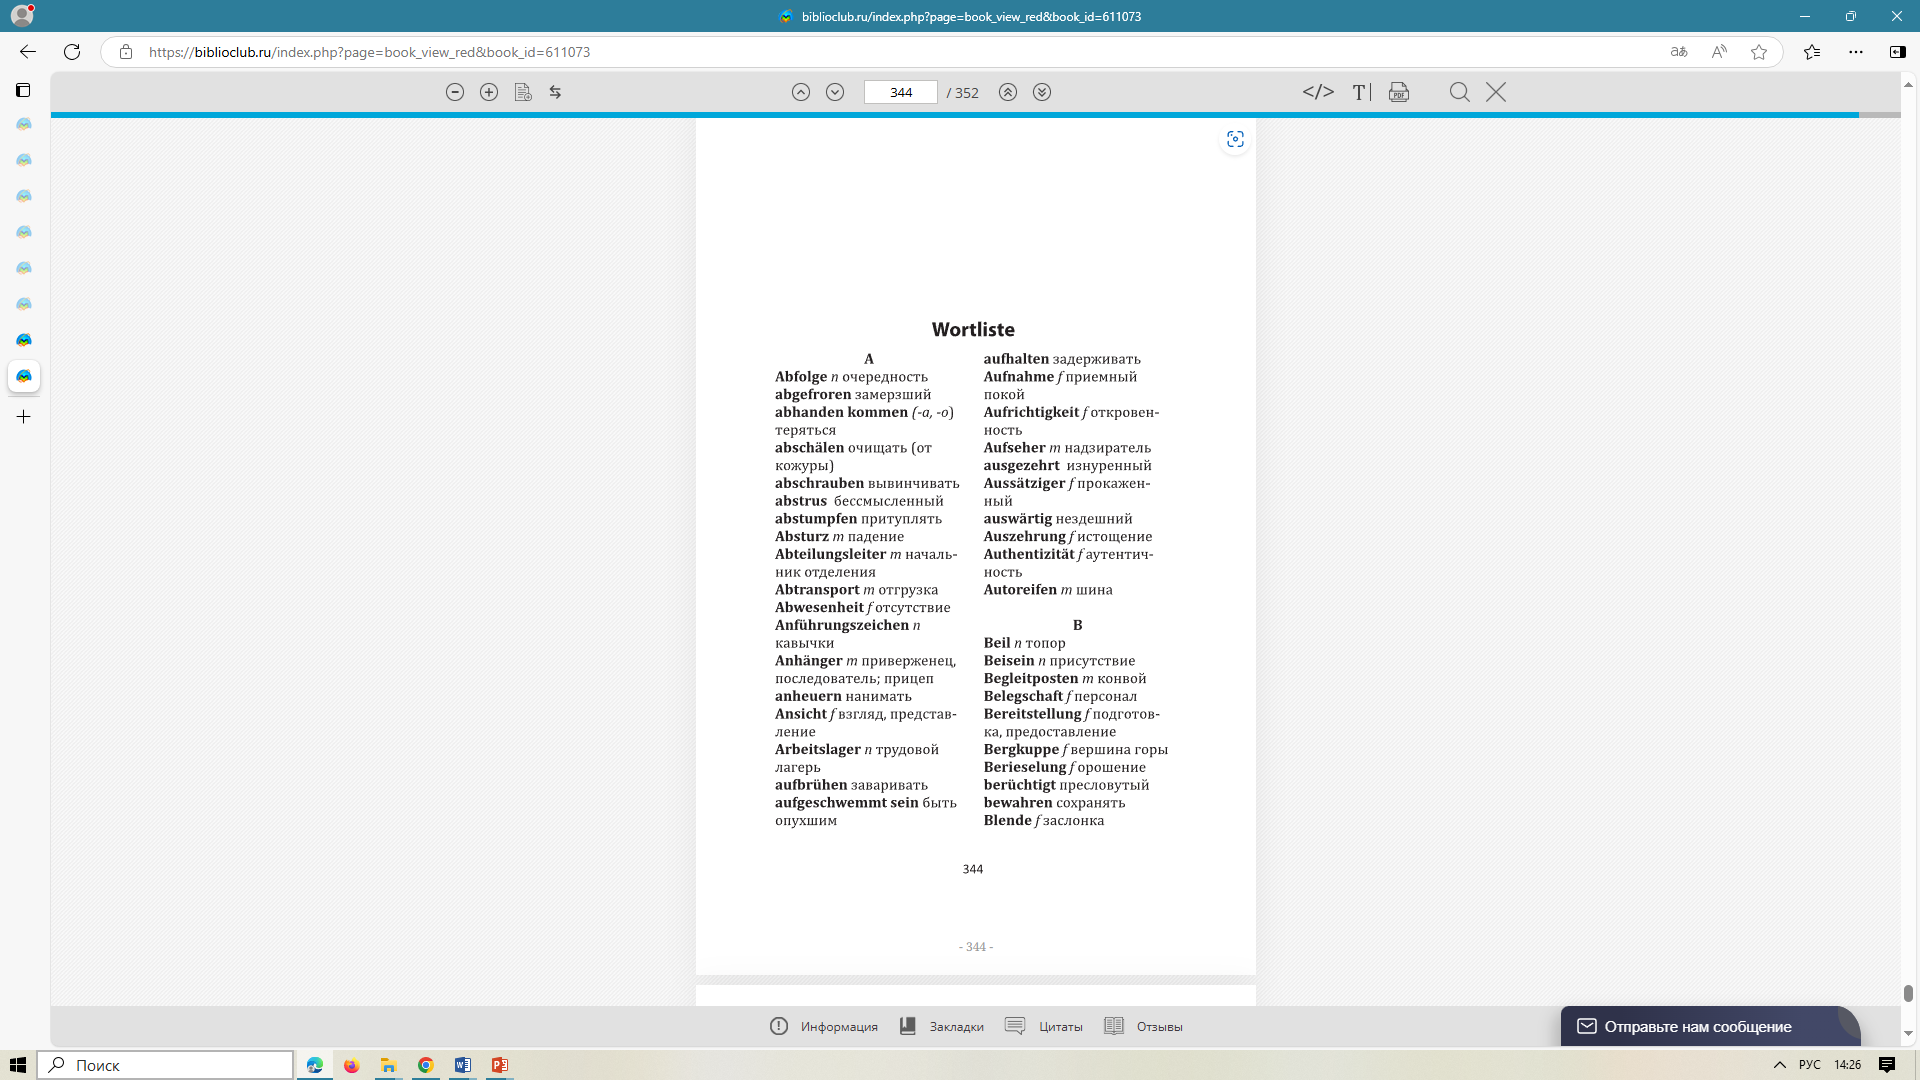 biblioclub.ru/index.php?page=book_view_red&book_id=611073
https://biblioclub.ru/index.php?page=book_view_red&book_id=611073
344 / 352
Wortliste
A
Abfolge n очередность
abgefroren замерзший
abhanden kommen (-a, -o)
теряться
abschälen очищать (от
кожуры)
abschrauben вывинчивать
abstrus бессмысленный
abstumpfen притуплять
Absturz m падение
Abteilungsleiter m началь-
ник отделения
Abtransport m отгрузка
Abwesenheit f отсутствие
Anführungszeichen n
кавычки
Anhänger m приверженец,
последователь; прицеп
anheuern нанимать
Ansicht f взгляд, представ-
ление
Arbeitslager n трудовой
лагерь
aufbrühen заваривать
aufgeschwemmt sein быть
опухшим
aufhalten задерживать
Aufnahme f приемный
покой
Aufrichtigkeit f откровен-
ность
Aufseher m надзиратель
ausgezehrt изнуренный
Aussätziger f прокажен-
ный
auswärtig нездешний
Auszehrung f истощение
Authentizität f аутентич-
ность
Autoreifen m шина
B
Beil n топор
Beisein n присутствие
Begleitposten m конвой
Belegschaft f персонал
Bereitstellung f подготов-
ка, предоставление
Bergkuppe f вершина горы
Berieselung f орошение
berüchtigt пресловутый
bewahren сохранять
Blende f заслонка
344
- 344 -
Информация Закладки Цитаты Отзывы
Отправьте нам сообщение
Поиск
РУС 14:26